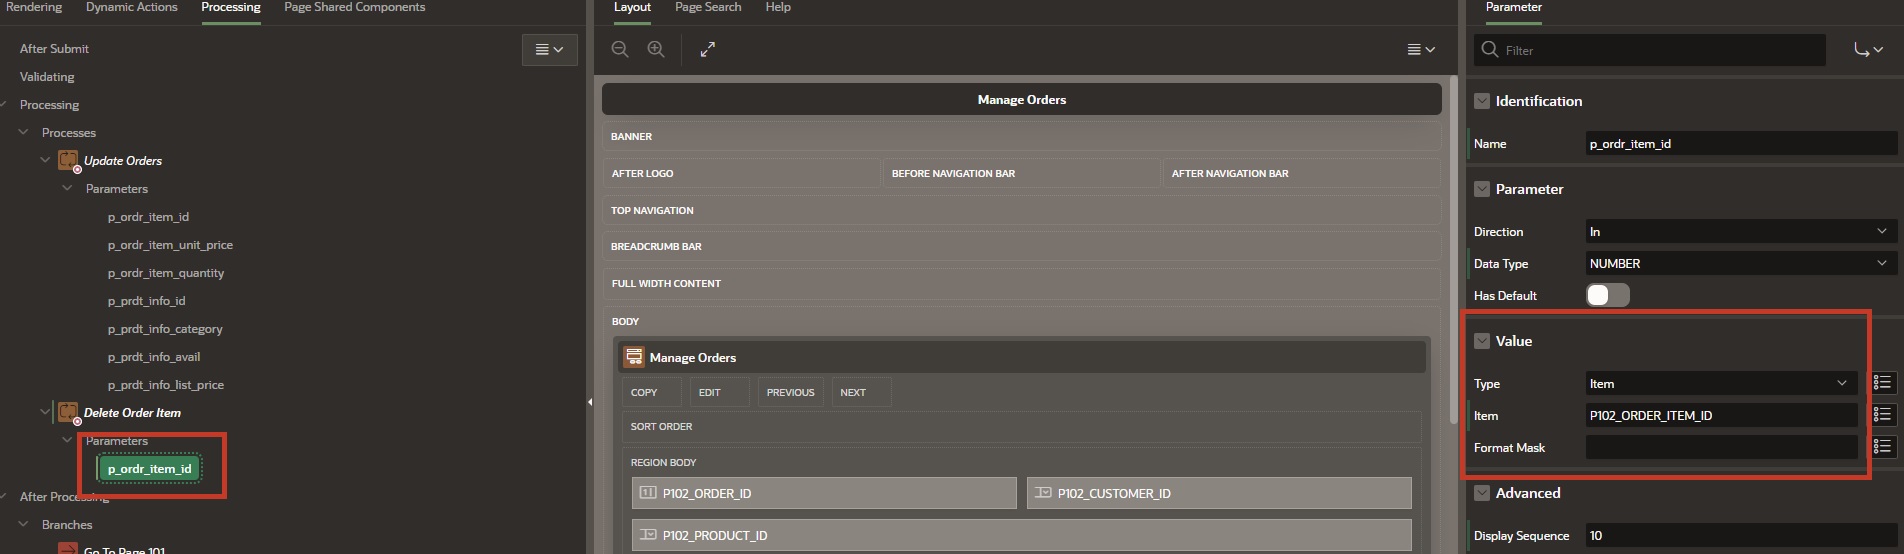 Rendering Dynamic Actions Processing Page Shared Components
After Submit
Validating
Processing
Processes
Update Orders
Parameters
p_ordr_item_id
p_ordr_item_unit_price
p_ordr_item_quantity
p_prdt_info_id
p_prdt_info_category
p_prdt_info_avail
p_prdt_info_list_price
Delete Order Item
Parameters
p_ordr_item_id
After Processing
Branches
Go To Page 101
Layout Page Search Help
Manage Orders
BANNER
AFTER LOGO BEFORE NAVIGATION BAR AFTER NAVIGATION BAR
TOP NAVIGATION
BREADCRUMB BAR
FULL WIDTH CONTENT
BODY
Manage Orders
COPY EDIT PREVIOUS NEXT
SORT ORDER
REGION BODY
P102_ORDER_ID P102_CUSTOMER_ID
P102_PRODUCT_ID
Parameter
Filter
Identification
Name p_ordr_item_id
Parameter
Direction In
Data Type NUMBER
Has Default
Value
Type Item
Item P102_ORDER_ITEM_ID
Format Mask
Advanced
Display Sequence 10